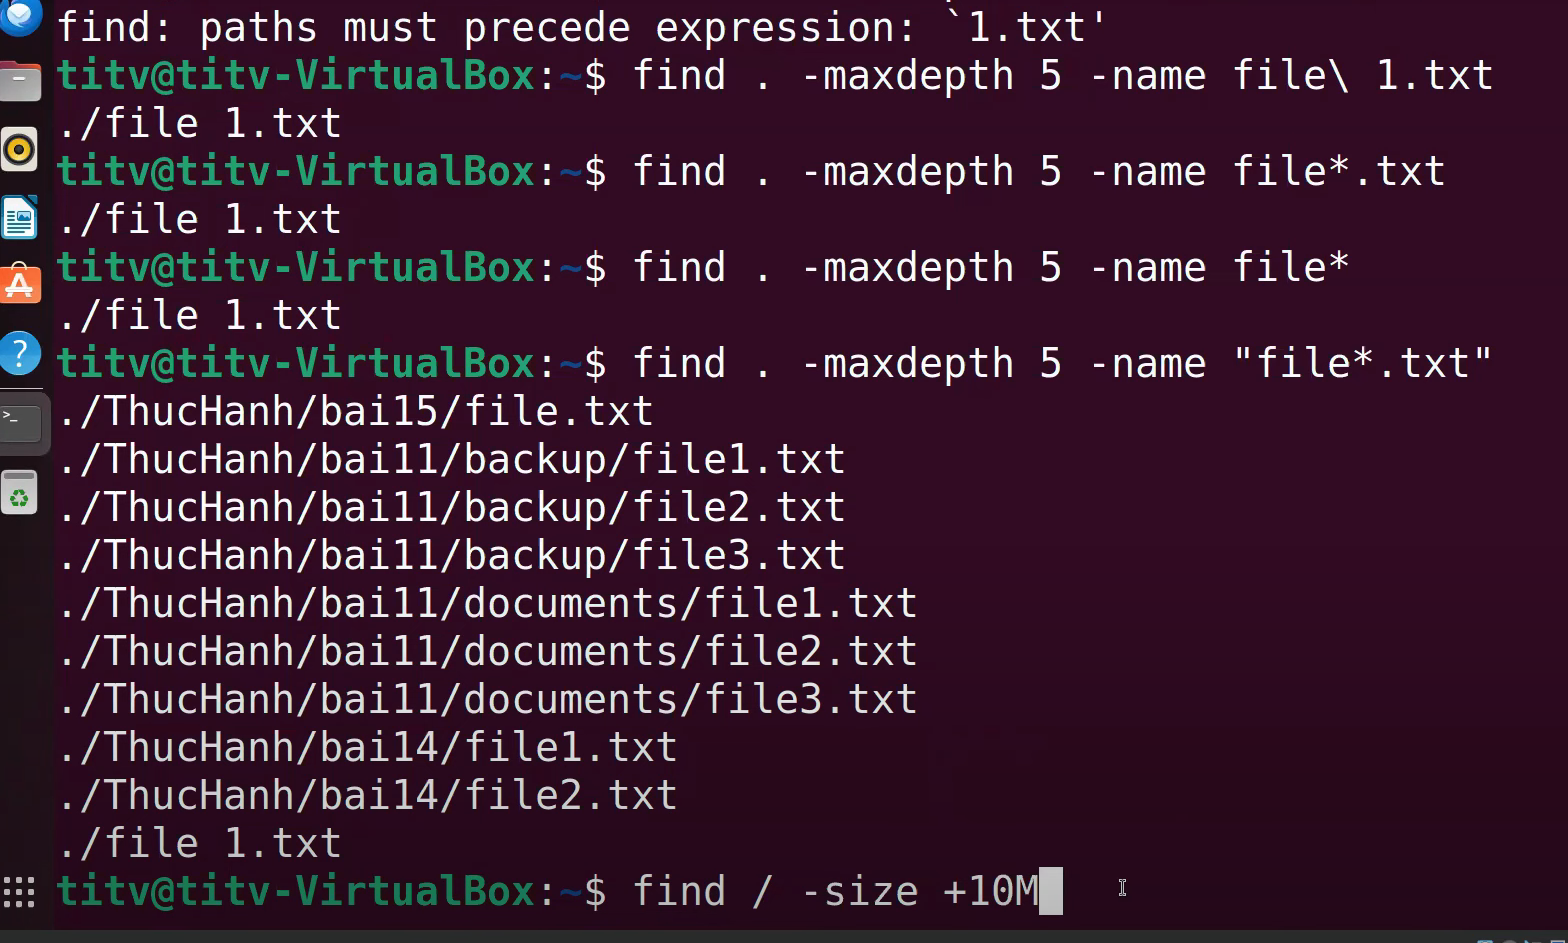 find: paths must precede expression: `1.txt'
titv@titv-VirtualBox:~$ find . -maxdepth 5 -name file\ 1.txt
./file 1.txt
titv@titv-VirtualBox:~$ find . -maxdepth 5 -name file*.txt
./file 1.txt
titv@titv-VirtualBox:~$ find . -maxdepth 5 -name file*
./file 1.txt
titv@titv-VirtualBox:~$ find . -maxdepth 5 -name "file*.txt"
./ThucHanh/bai15/file.txt
./ThucHanh/bai11/backup/file1.txt
./ThucHanh/bai11/backup/file2.txt
./ThucHanh/bai11/backup/file3.txt
./ThucHanh/bai11/documents/file1.txt
./ThucHanh/bai11/documents/file2.txt
./ThucHanh/bai11/documents/file3.txt
./ThucHanh/bai14/file1.txt
./ThucHanh/bai14/file2.txt
./file 1.txt
titv@titv-VirtualBox:~$ find / -size +10M